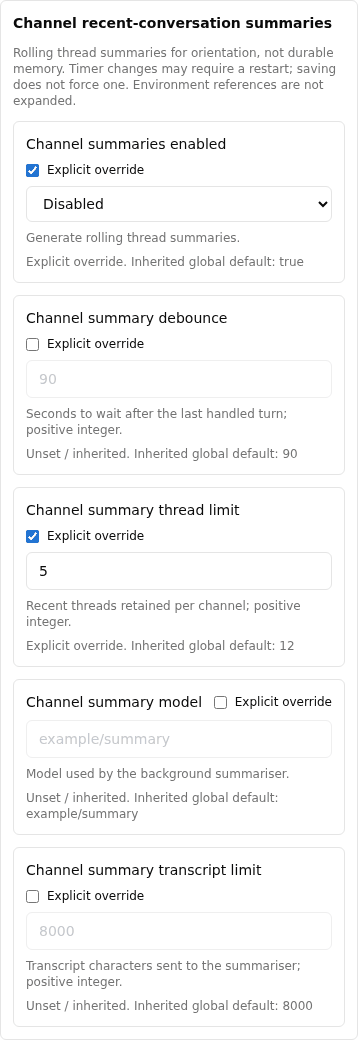 Channel recent-conversation summaries
Rolling thread summaries for orientation, not durable
memory. Timer changes may require a restart; saving
does not force one. Environment references are not
expanded.
Channel summaries enabled
Explicit override
Disabled
Generate rolling thread summaries.
Explicit override. Inherited global default: true
Channel summary debounce
Explicit override
90
Seconds to wait after the last handled turn;
positive integer.
Unset / inherited. Inherited global default: 90
Channel summary thread limit
Explicit override
5
Recent threads retained per channel; positive
integer.
Explicit override. Inherited global default: 12
Channel summary model Explicit override
example/summary
Model used by the background summariser.
Unset / inherited. Inherited global default:
example/summary
Channel summary transcript limit
Explicit override
8000
Transcript characters sent to the summariser;
positive integer.
Unset / inherited. Inherited global default: 8000